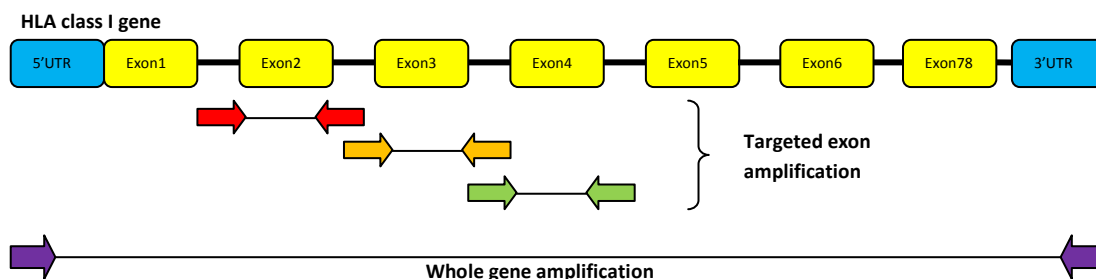 HLA class I gene
5'UTR Exon1 Exon2 Exon3 Exon4 Exon5 Exon6 Exon78 3'UTR
Targeted exon
amplification
Whole gene amplification